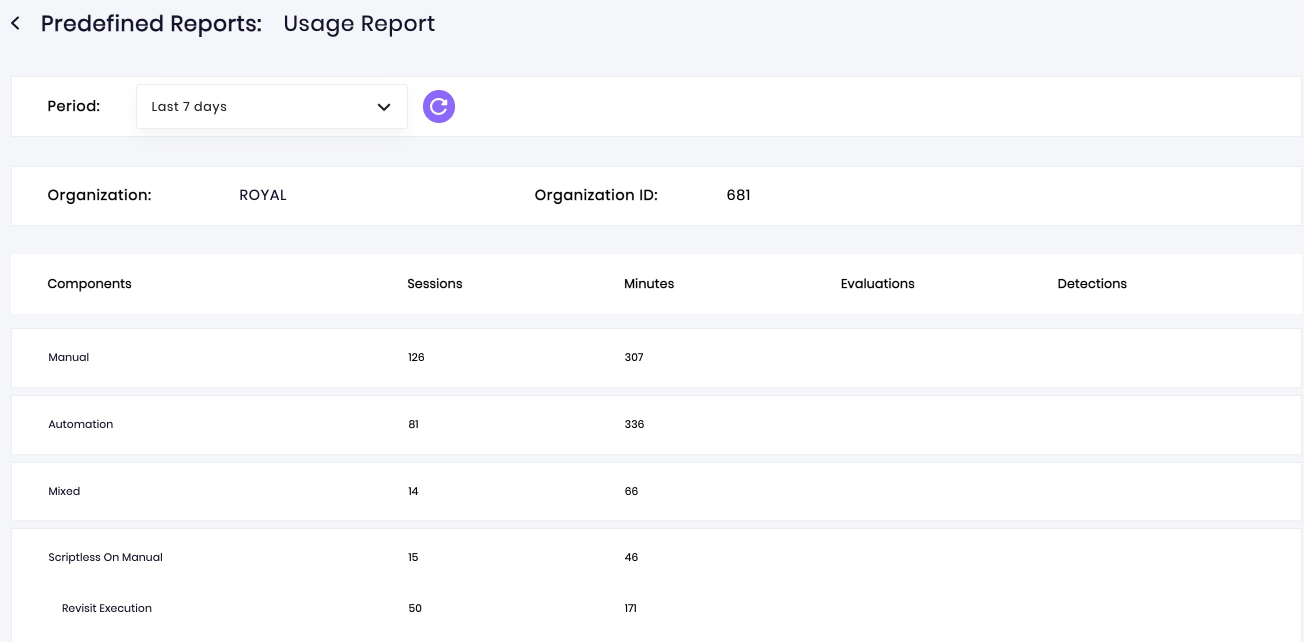 Predefined Reports: Usage Report
Period: Last 7 days
Organization: ROYAL Organization ID: 681
Components Sessions Minutes Evaluations Detections
Manual 126 307
Automation 81 336
Mixed 14 66
Scriptless On Manual 15 46
Revisit Execution 50 171